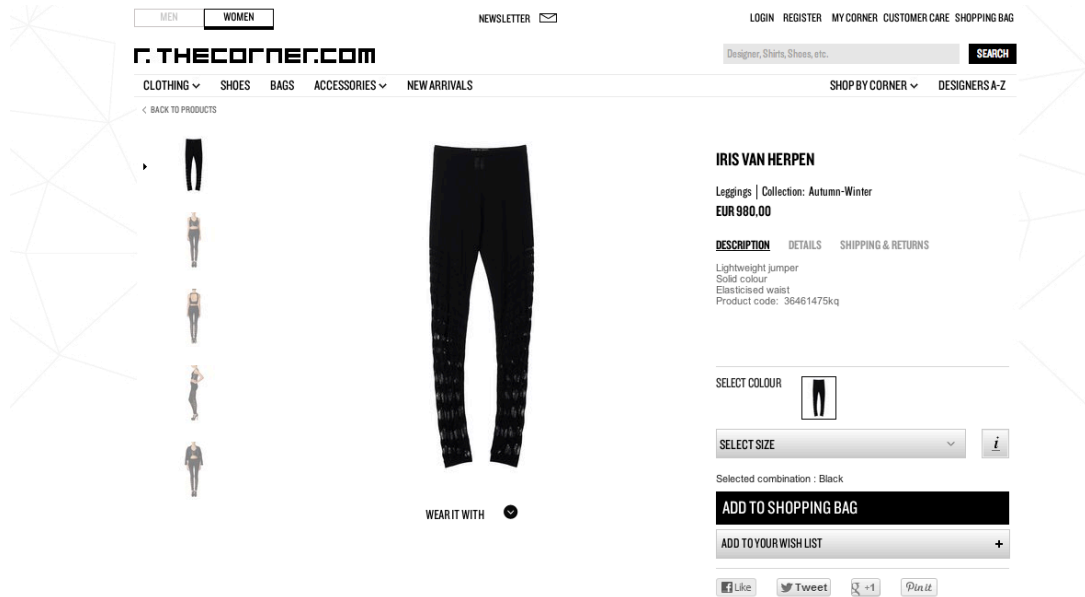 MEN WOMEN NEWSLETTER LOGIN REGISTER MY CORNER CUSTOMER CARE SHOPPING BAG
r. THECORNER.COM
Designer, Shirts, Shoes, etc. SEARCH
CLOTHING SHOES BAGS ACCESSORIES NEW ARRIVALS SHOP BY CORNER DESIGNERS A-Z
BACK TO PRODUCTS
IRIS VAN HERPEN
Leggings | Collection: Autumn-Winter
EUR 980,00
DESCRIPTION DETAILS SHIPPING & RETURNS
Lightweight jumper
Solid colour
Elasticised waist
Product code: 36461475kq
SELECT COLOUR
SELECT SIZE i
Selected combination : Black
ADD TO SHOPPING BAG
WEAR IT WITH
ADD TO YOUR WISH LIST +
Like Tweet g +1 Pin it